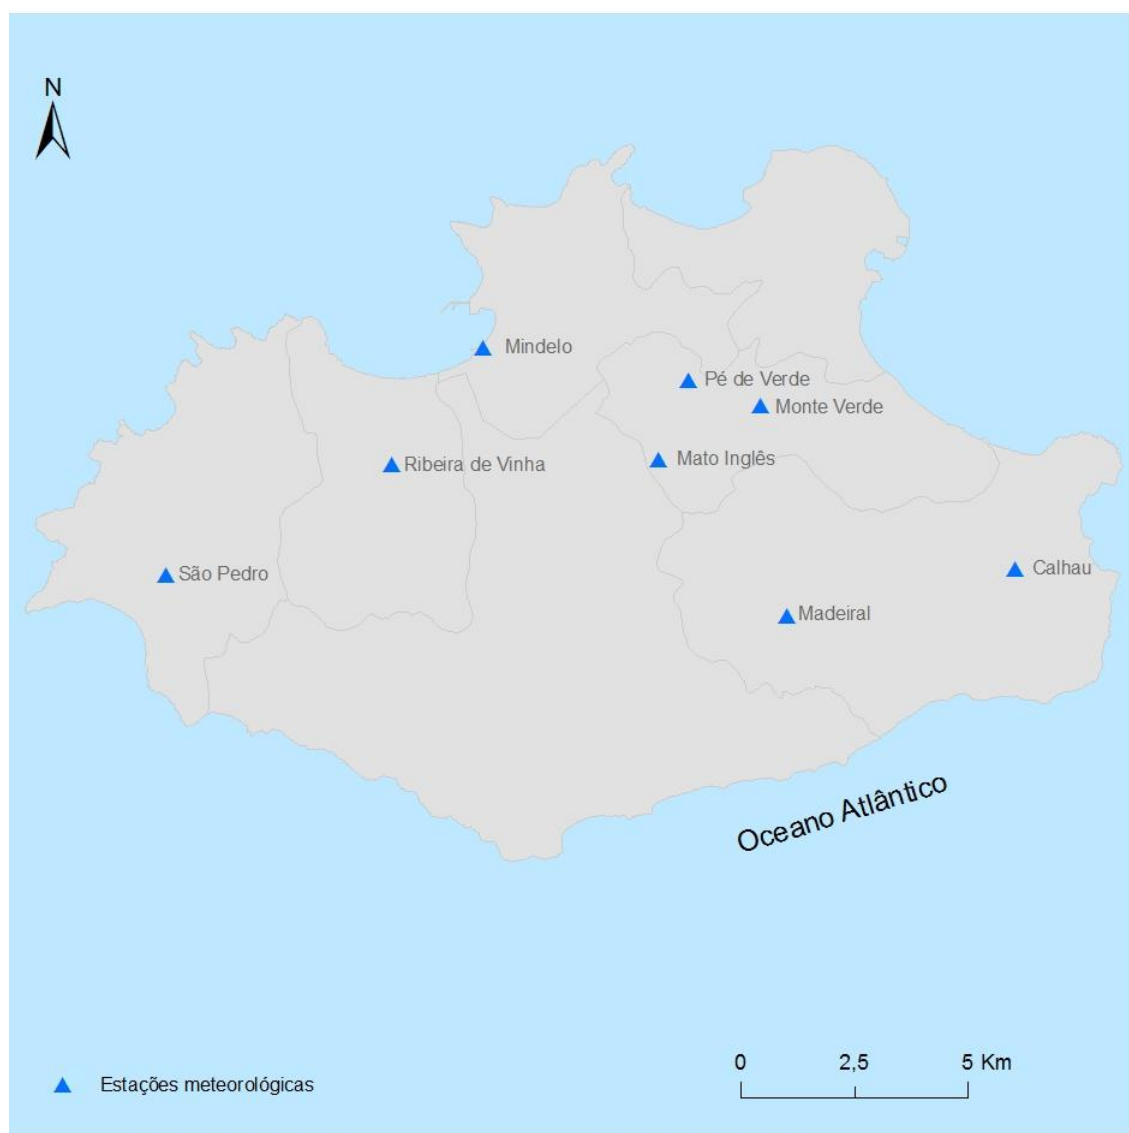 N
Mindelo
Pé de Verde
Monte Verde
Mato Inglês
Ribeira de Vinha
Calhau
São Pedro
Madeiral
Oceano Atlântico
0 2,5 5 Km
Estações meteorológicas